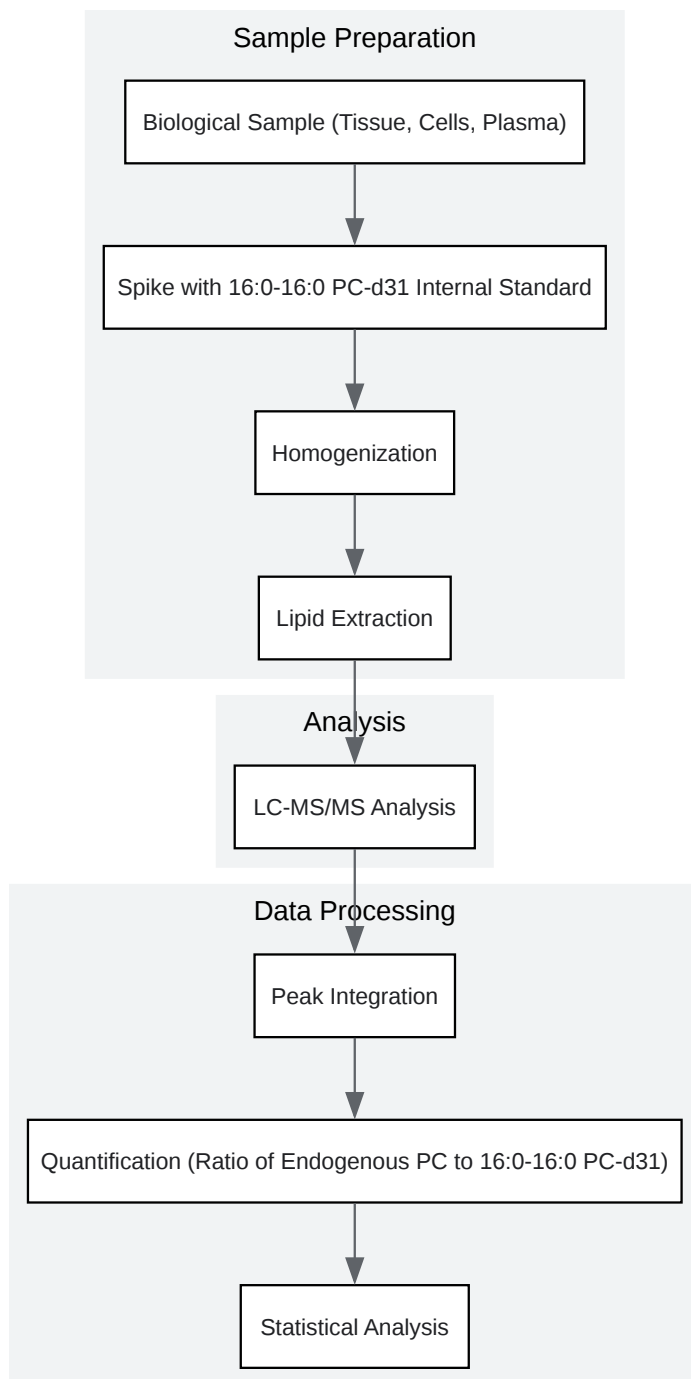 Sample Preparation
Biological Sample (Tissue, Cells, Plasma)
Spike with 16:0-16:0 PC-d31 Internal Standard
Homogenization
Lipid Extraction
Analysis
LC-MS/MS Analysis
Data Processing
Peak Integration
Quantification (Ratio of Endogenous PC to 16:0-16:0 PC-d31)
Statistical Analysis